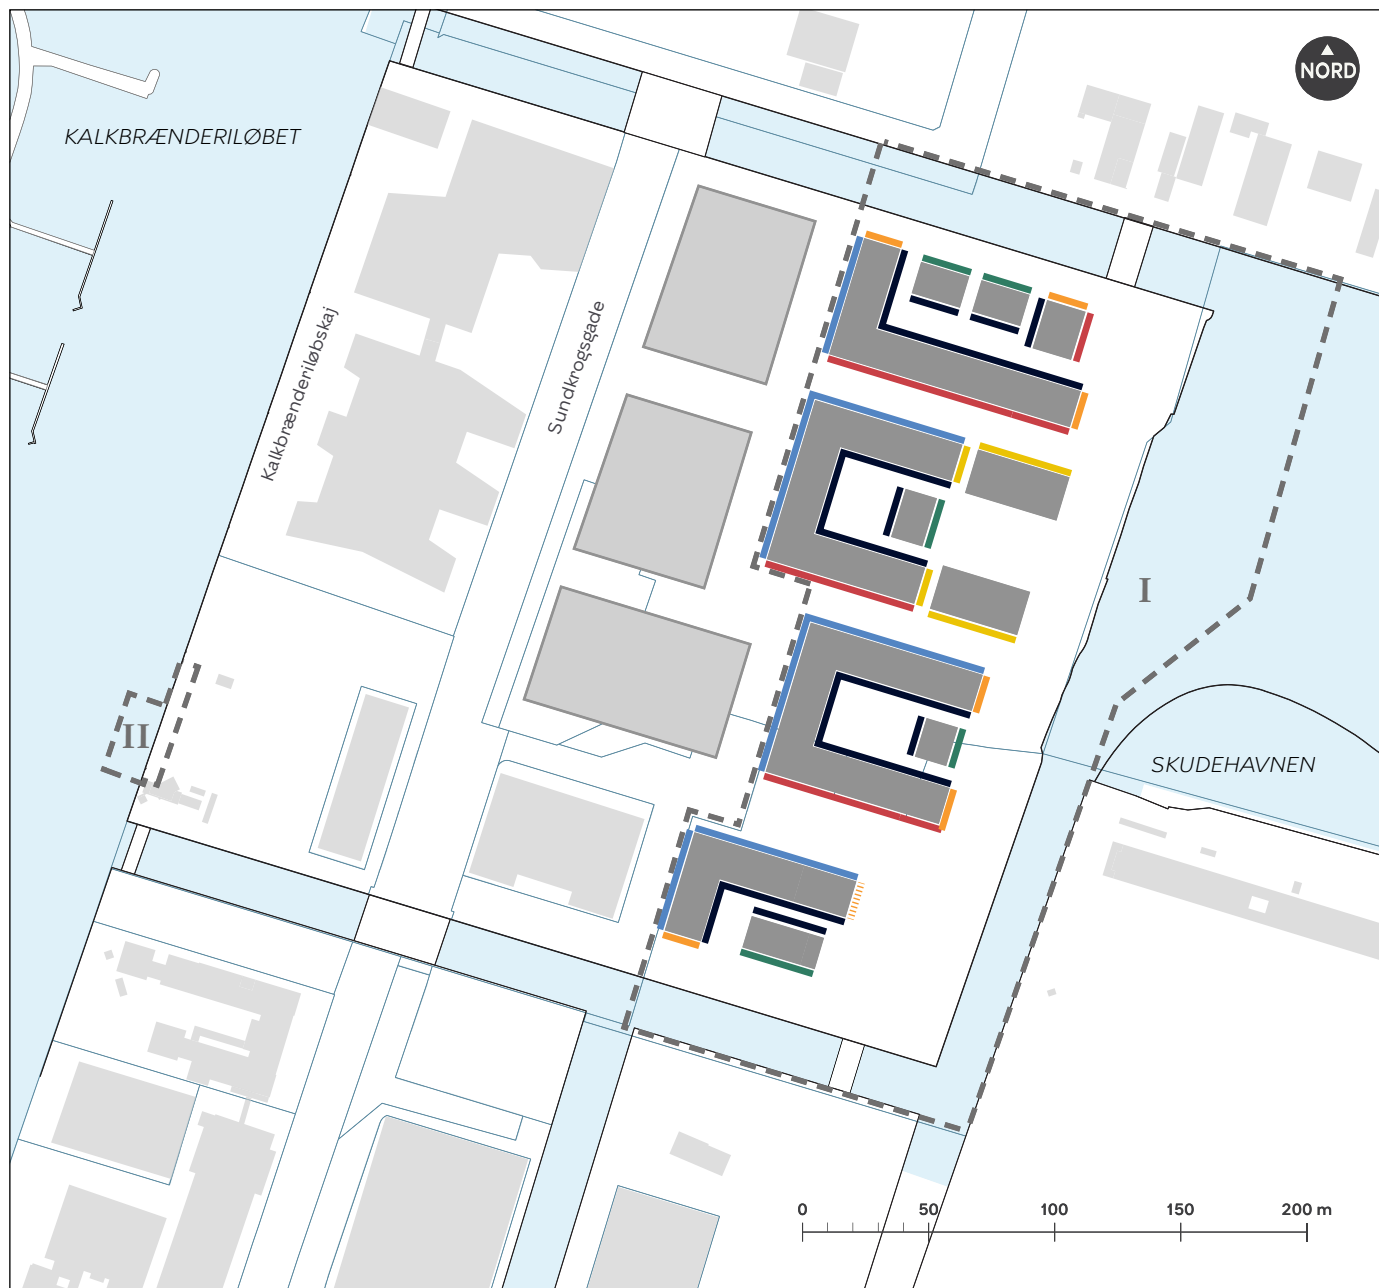 NORD
KALKBRÆNDERILØBET
Kalkbrænderiløbskaj
Sundkrogsgade
I
II
SKUDEHAVNEN
0 50 100 150 200 m